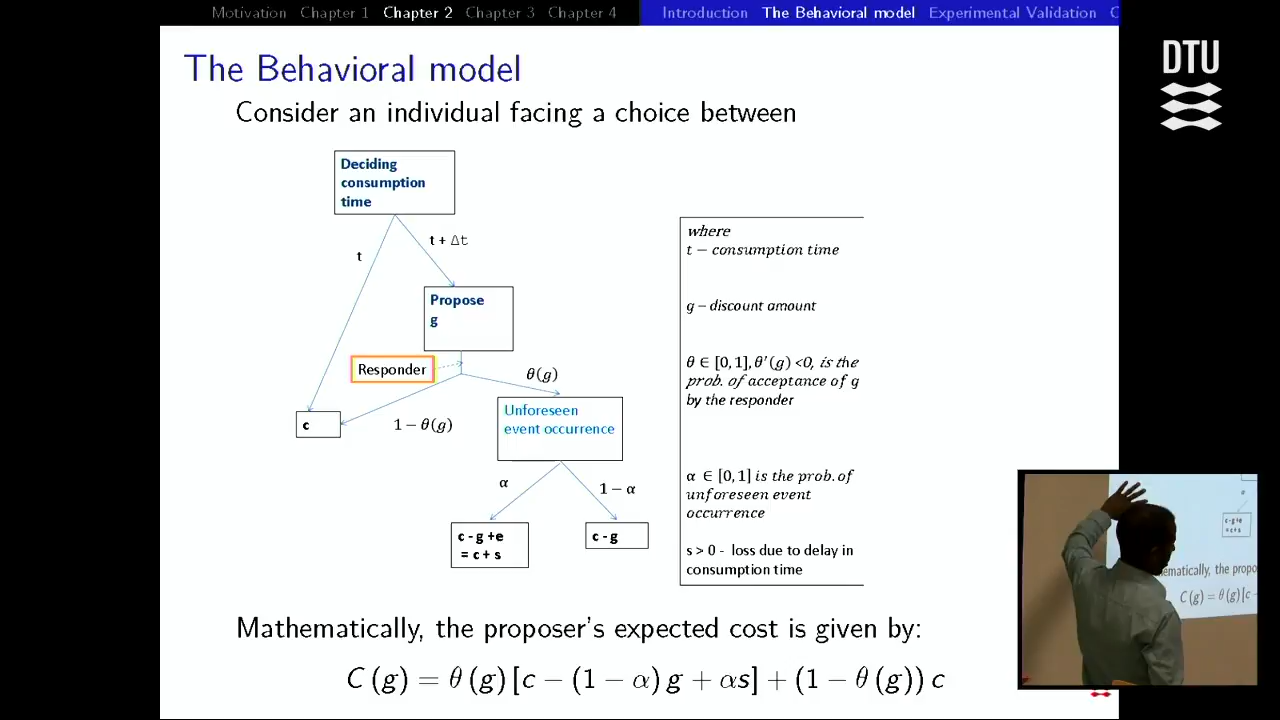 Motivation Chapter 1 Chapter 2 Chapter 3 Chapter 4 Introduction The Behavioral model Experimental Validation C
DTU
The Behavioral model
Consider an individual facing a choice between
Deciding
consumption
time
t
t + Δt
Propose
g
Responder
θ(g)
1 − θ(g)
c
Unforeseen
event occurrence
α
1 − α
c - g +e
= c + s
c - g
where
t − consumption time
g – discount amount
θ ∈ [0,1], θ′(g) <0, is the
prob. of acceptance of g
by the responder
α ∈ [0,1] is the prob. of
unforeseen event
occurrence
s > 0 - loss due to delay in
consumption time
Mathematically, the proposer's expected cost is given by:
C (g) = θ (g) [c − (1 − α) g + αs] + (1 − θ (g)) c
c - g +e
= c + s
ematically, the propo
C (g) = θ (g) [c −